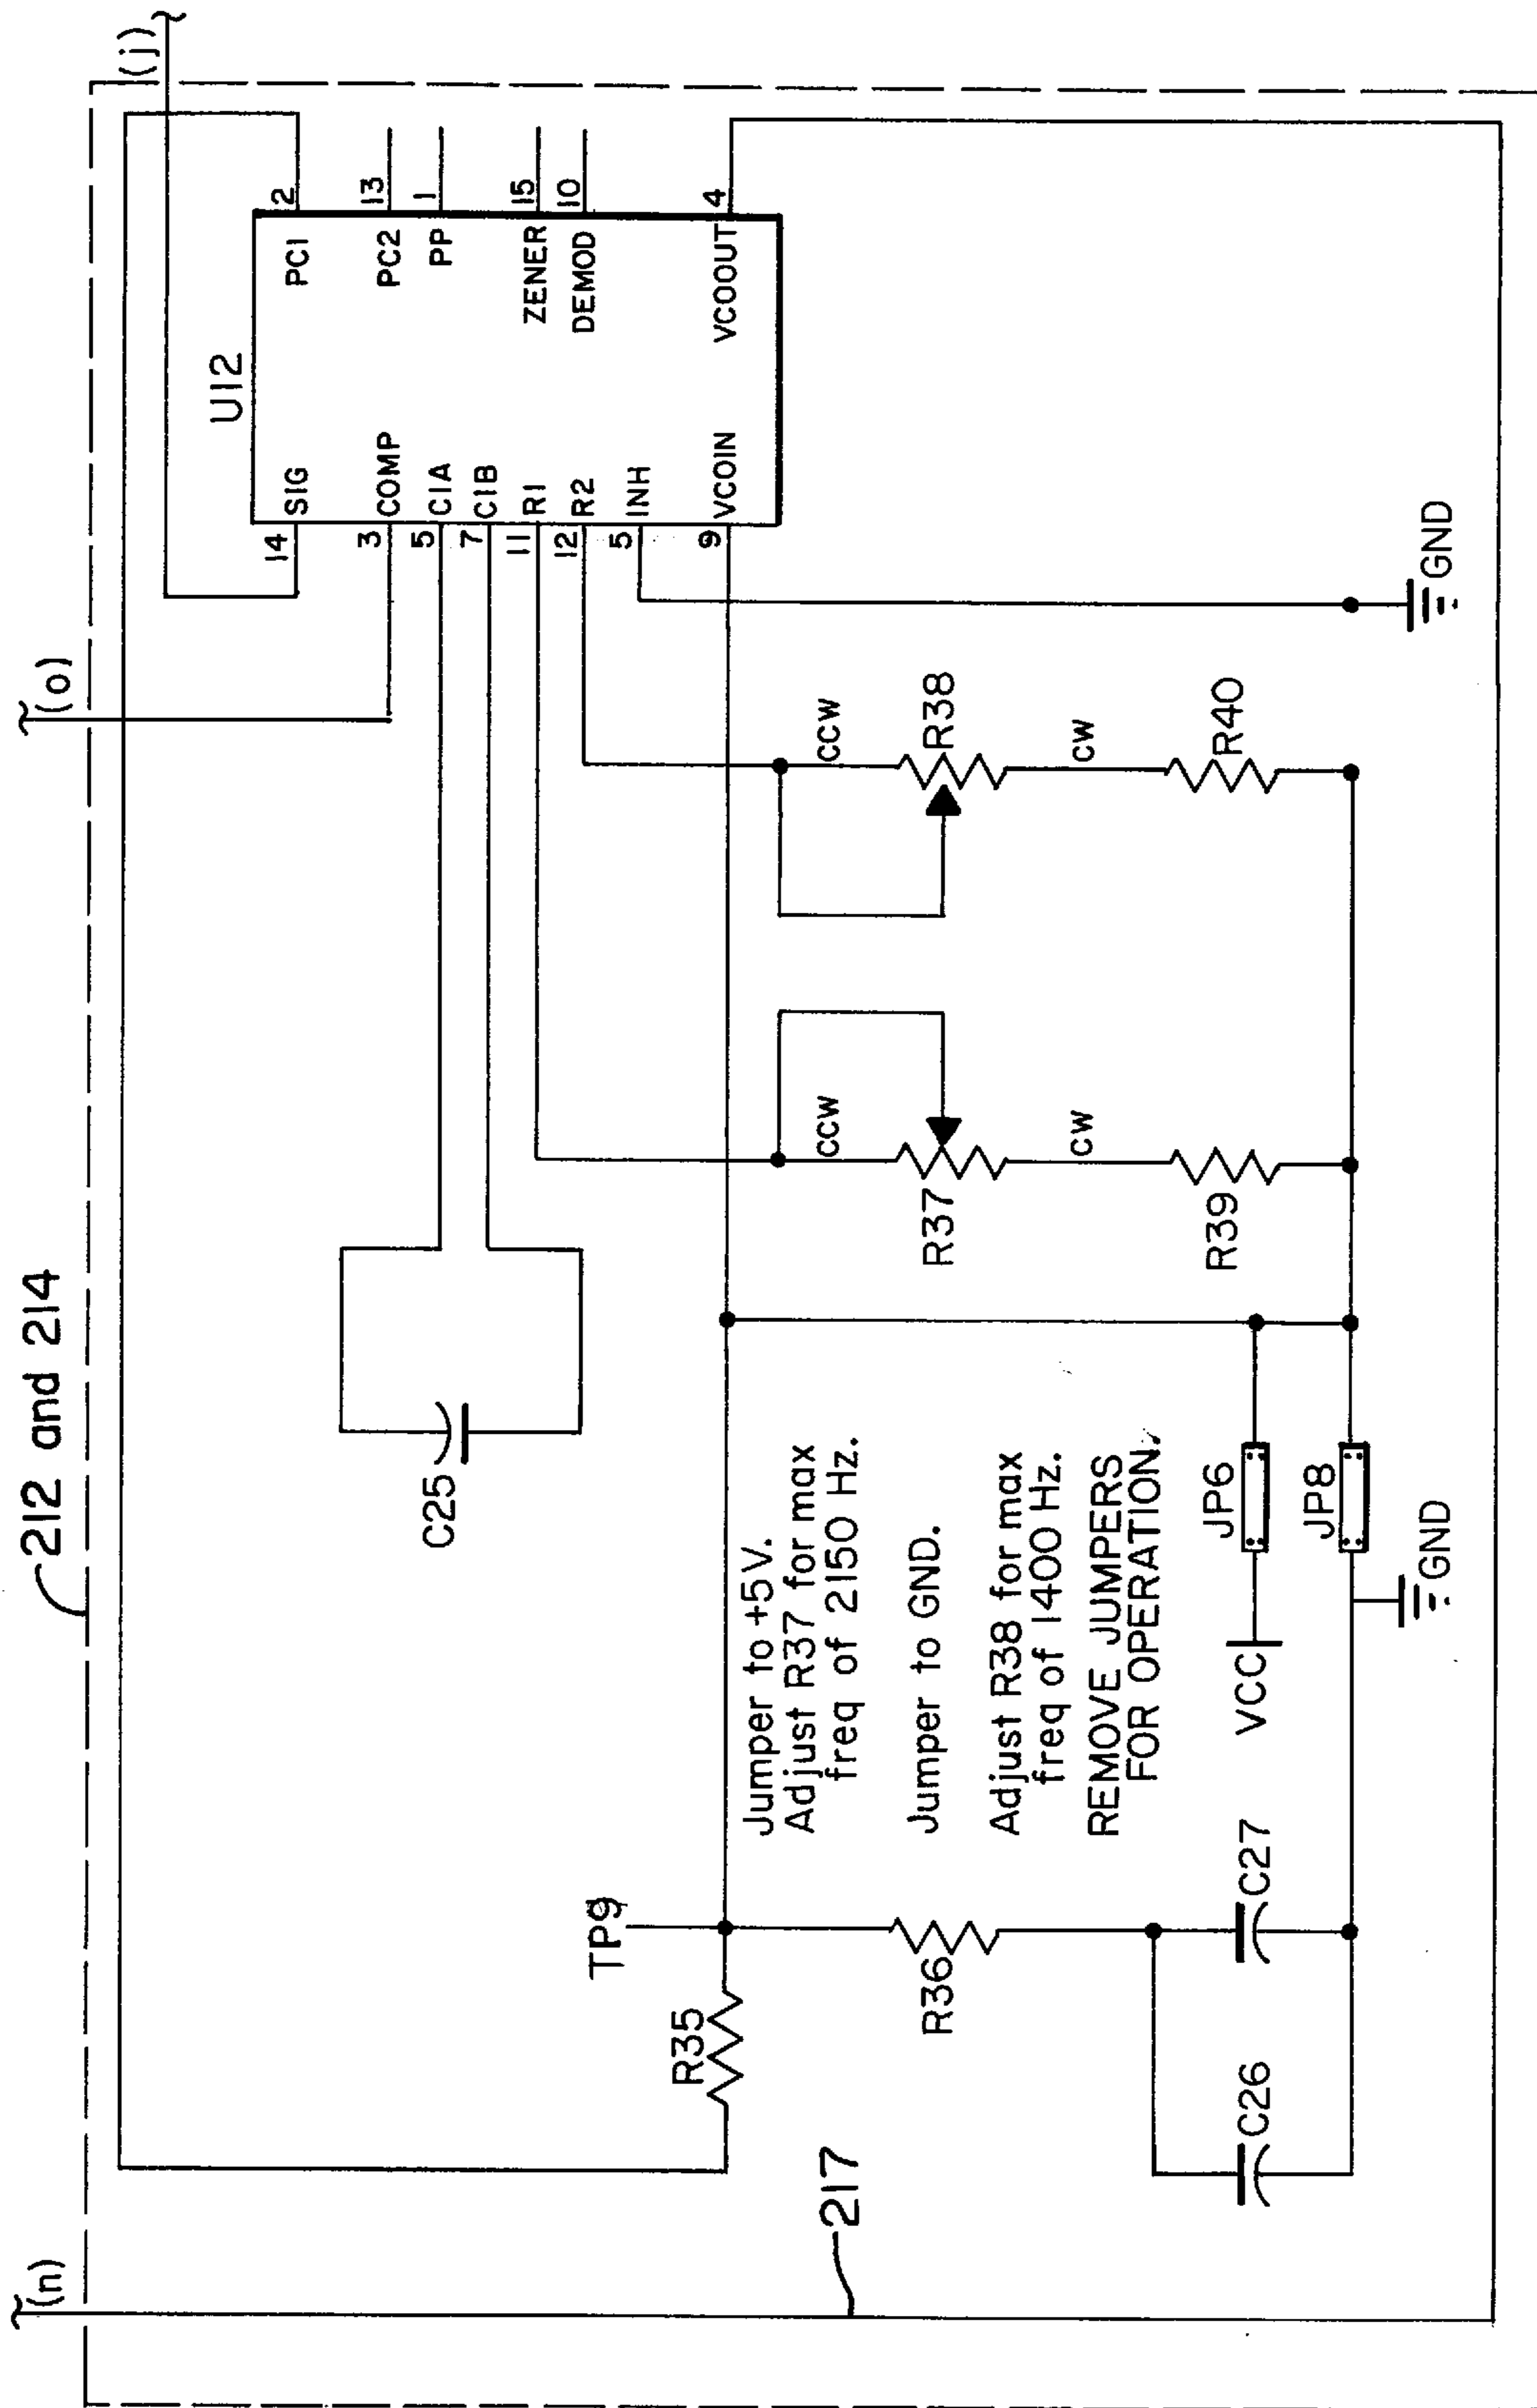 212 and 214
(n)
(o)
(j)
U12
14
SIG
PC1
2
3
COMP
PC2
13
5
C1A
PP
1
7
C1B
11
R1
ZENER
15
12
R2
DEMOD
10
5
INH
9
VCOIN
VCOOUT
4
C25
TP9
R35
R36
C26
C27
217
Jumper to +5V.
Adjust R37 for max
freq of 2150 Hz.
Jumper to GND.
Adjust R38 for max
freq of 1400 Hz.
REMOVE JUMPERS
FOR OPERATION.
VCC
JP6
JP8
GND
CCW
R37
CW
R39
CCW
R38
CW
R40
GND